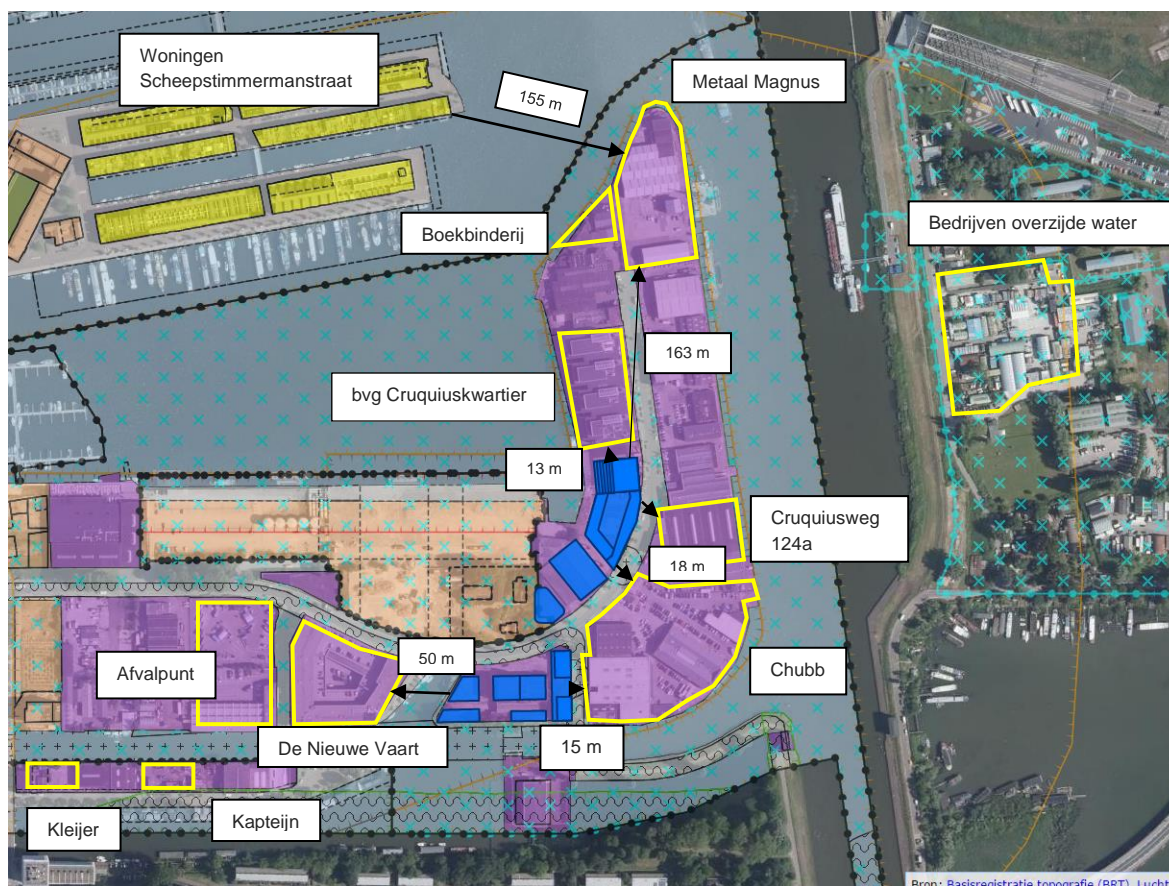 Woningen
Scheepstimmermanstraat
155 m
Metaal Magnus
Boekbinderij
Bedrijven overzijde water
163 m
bvg Cruquiuskwartier
13 m
Cruquiusweg
124a
18 m
50 m
Afvalpunt
Chubb
De Nieuwe Vaart
15 m
Kleijer
Kapteijn
Bron: Basisregistratie topografie (BRT), Lucht